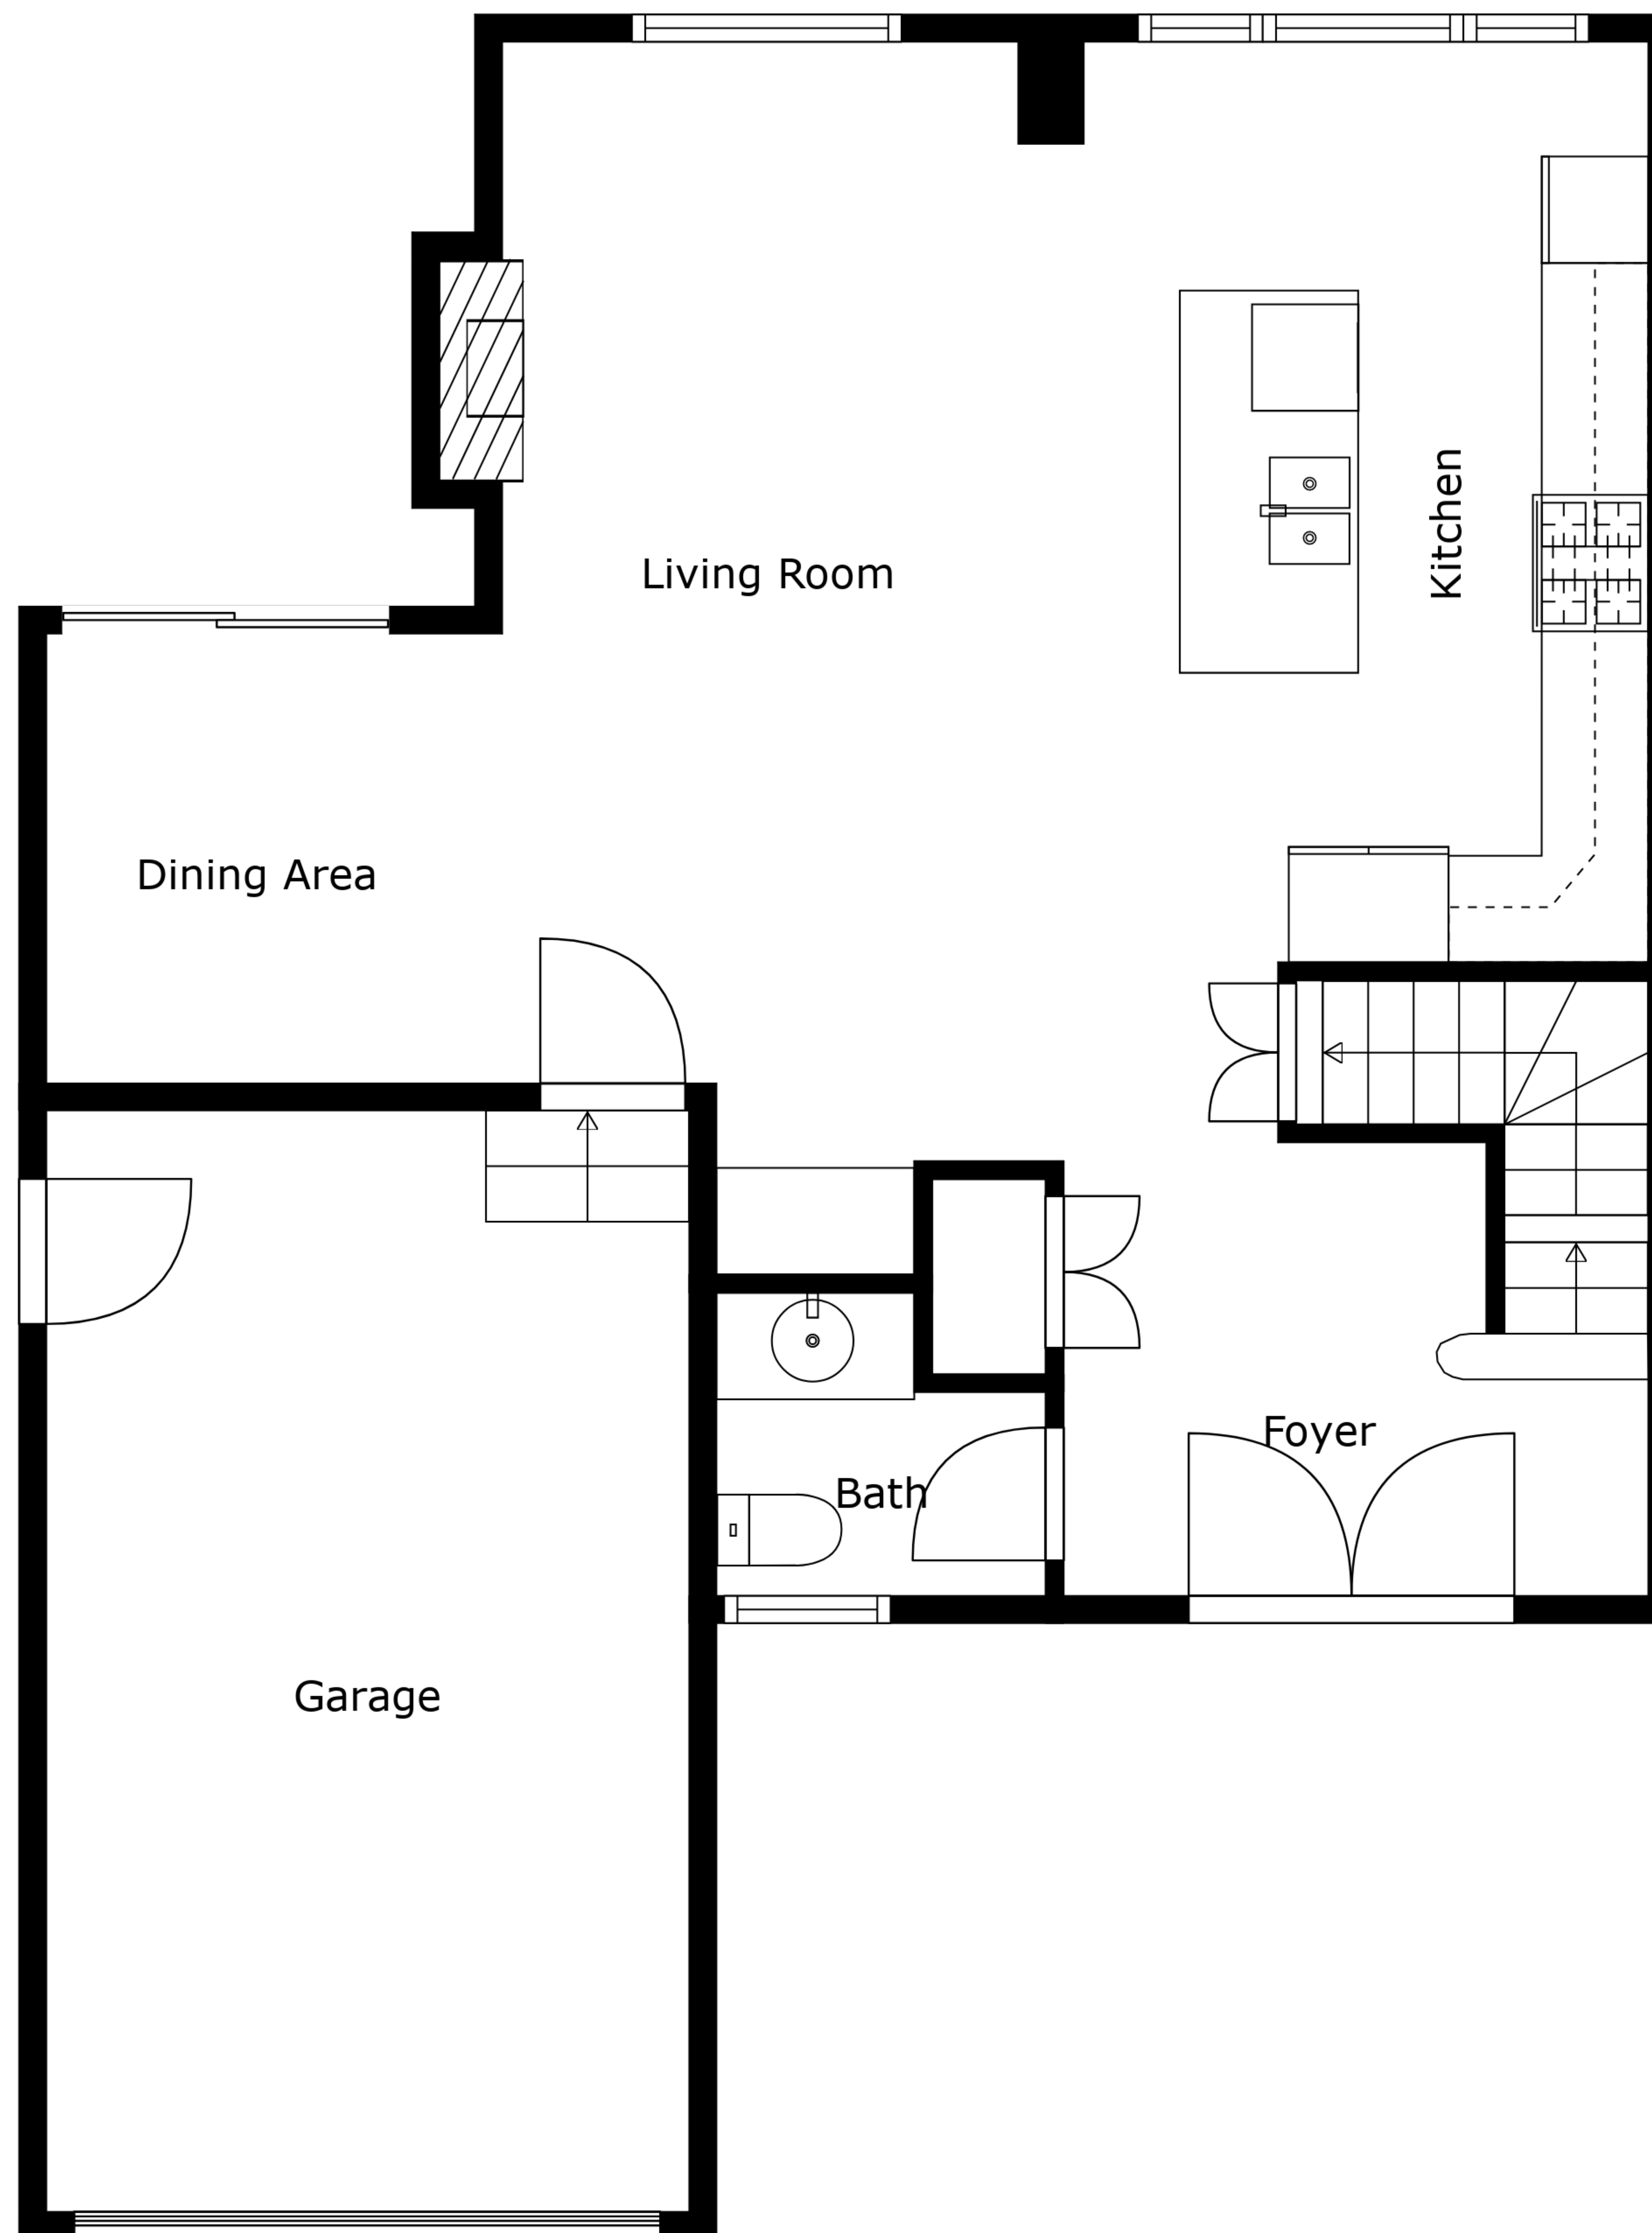 Living Room
Kitchen
Dining Area
Foyer
Bath
Garage